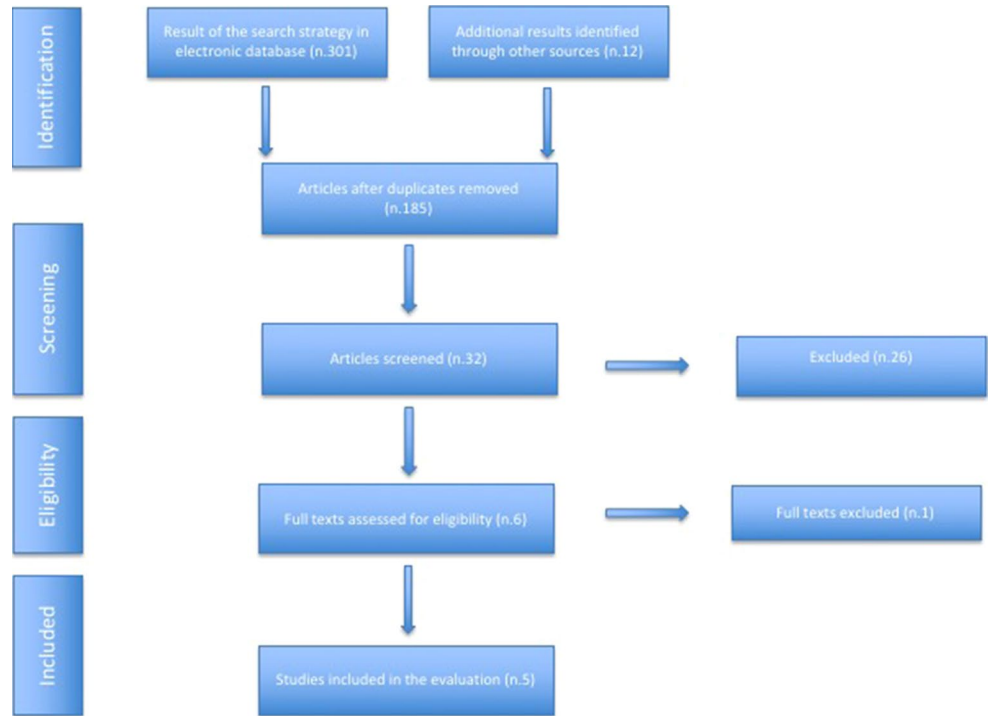 Identification
Result of the search strategy in
electronic database (n.301)
Additional results identified
through other sources (n.12)
Articles after duplicates removed
(n.185)
Screening
Articles screened (n.32)
Excluded (n.26)
Eligibility
Full texts assessed for eligibility (n.6)
Full texts excluded (n.1)
Included
Studies included in the evaluation (n.5)